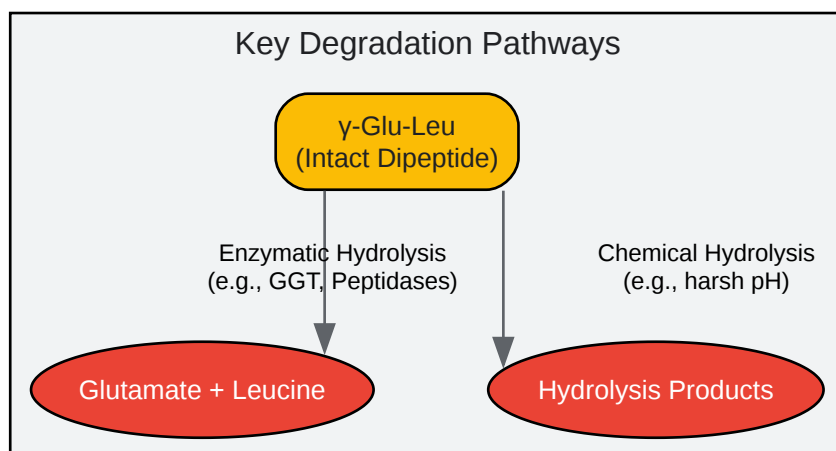 Key Degradation Pathways
γ-Glu-Leu
(Intact Dipeptide)
Enzymatic Hydrolysis
(e.g., GGT, Peptidases)
Chemical Hydrolysis
(e.g., harsh pH)
Glutamate + Leucine
Hydrolysis Products